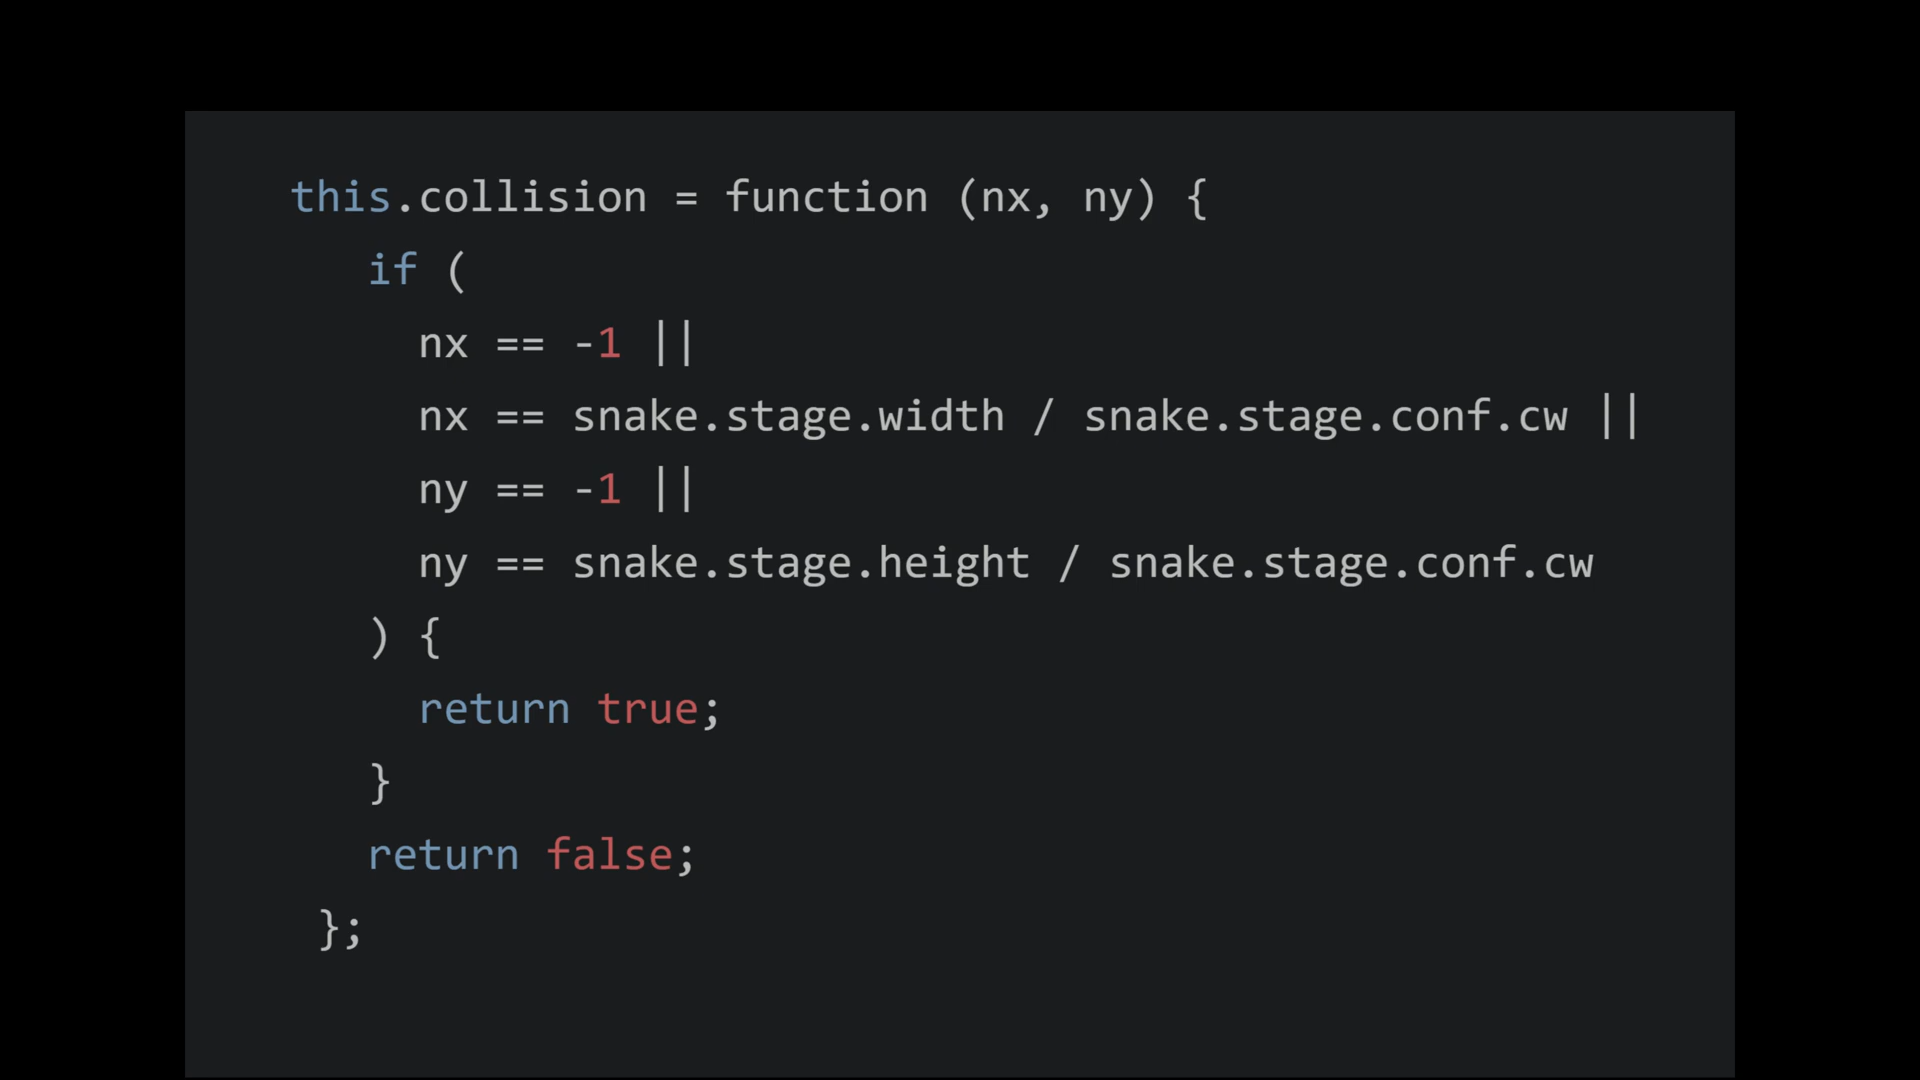 this.collision = function (nx, ny) {
if (
nx == -1 ||
nx == snake.stage.width / snake.stage.conf.cw ||
ny == -1 ||
ny == snake.stage.height / snake.stage.conf.cw
) {
return true;
}
return false;
};